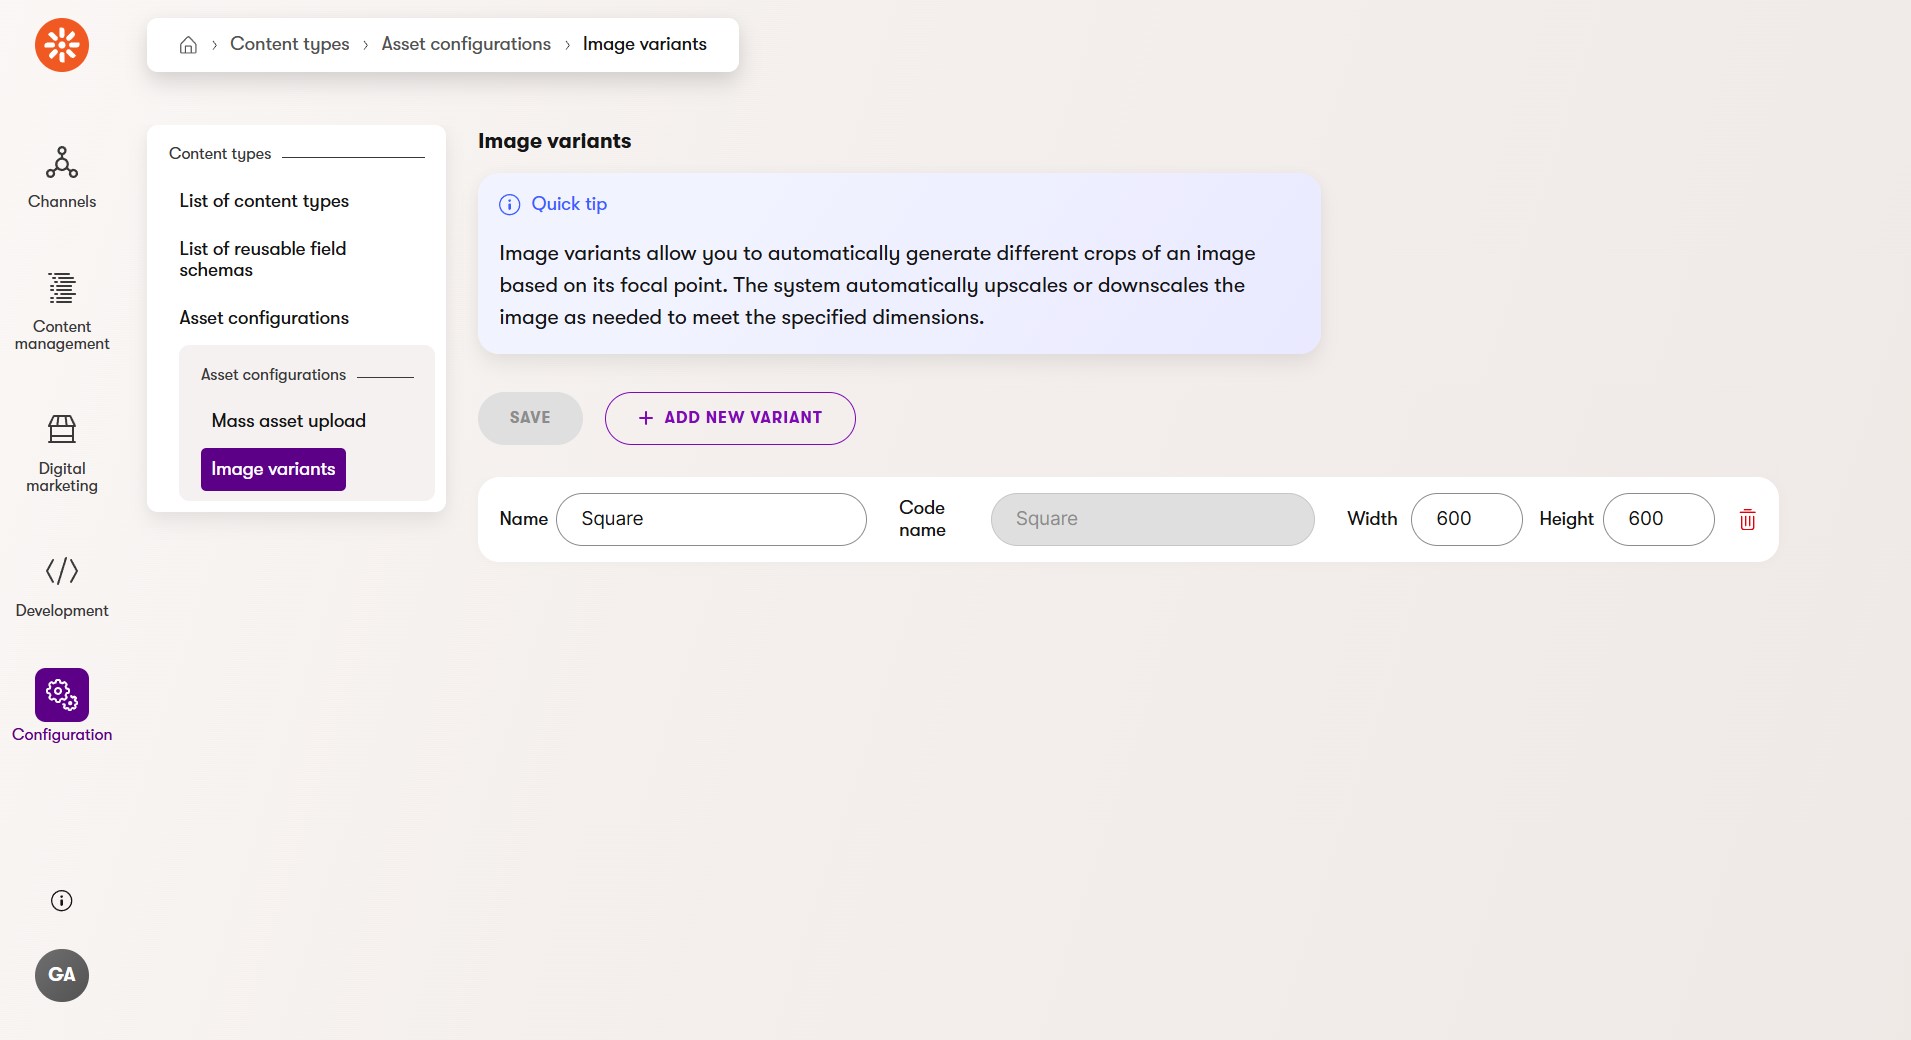 Content types › Asset configurations › Image variants
Channels
Content
management
Digital
marketing
Development
Configuration
GA
Content types
List of content types
List of reusable field
schemas
Asset configurations
Asset configurations
Mass asset upload
Image variants
Image variants
Quick tip
Image variants allow you to automatically generate different crops of an image
based on its focal point. The system automatically upscales or downscales the
image as needed to meet the specified dimensions.
SAVE
+ ADD NEW VARIANT
Name Square Code name Square Width 600 Height 600